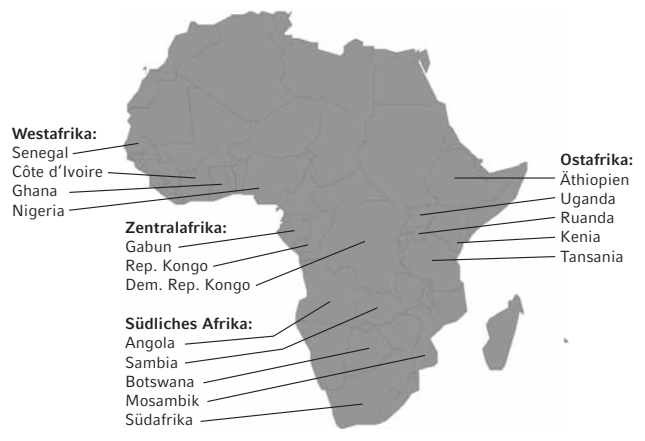 Westafrika:
Senegal
Côte d'Ivoire
Ghana
Nigeria
Zentralafrika:
Gabun
Rep. Kongo
Dem. Rep. Kongo
Südliches Afrika:
Angola
Sambia
Botswana
Mosambik
Südafrika
Ostafrika:
Äthiopien
Uganda
Ruanda
Kenia
Tansania